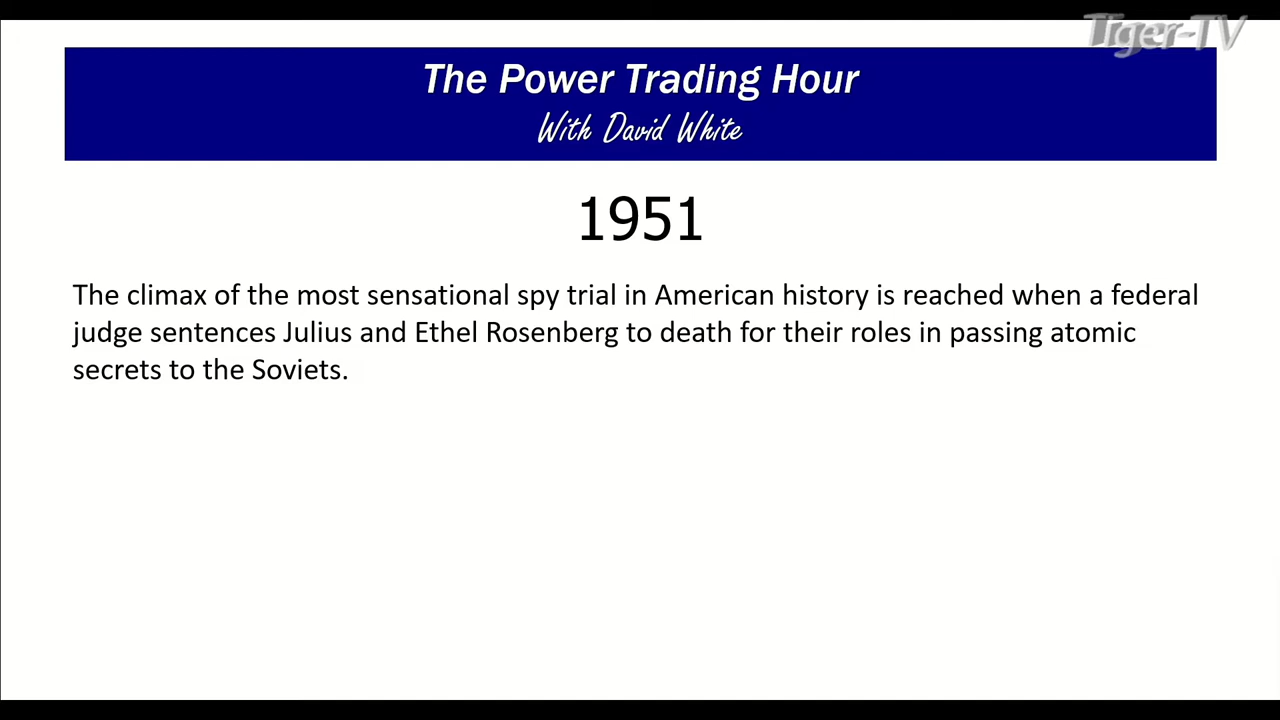 Tiger-TV
The Power Trading Hour
With David White
1951
The climax of the most sensational spy trial in American history is reached when a federal
judge sentences Julius and Ethel Rosenberg to death for their roles in passing atomic
secrets to the Soviets.